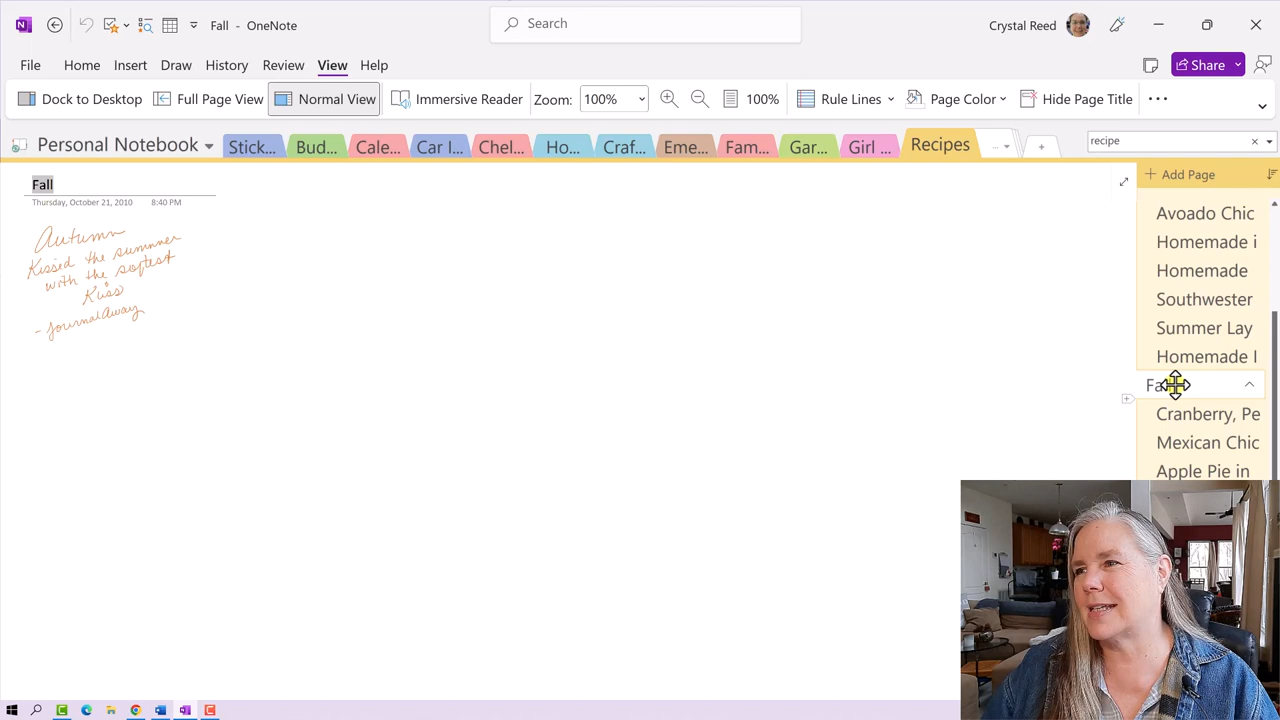 Fall - OneNote
Search
Crystal Reed
File Home Insert Draw History Review View Help
Share
Dock to Desktop Full Page View Normal View Immersive Reader Zoom: 100% 100% Rule Lines Page Color Hide Page Title
Personal Notebook Stick... Bud... Cale... Car I... Chel... Ho... Craf... Eme... Fam... Gar... Girl ... Recipes ... recipe
Add Page
Fall
Thursday, October 21, 2010 8:40 PM
Autumn
Kissed the summer
with the softest
Küss
- JournalAway
Avoado Chic
Homemade i
Homemade
Southwester
Summer Lay
Homemade I
Fa
Cranberry, Pe
Mexican Chic
Apple Pie in